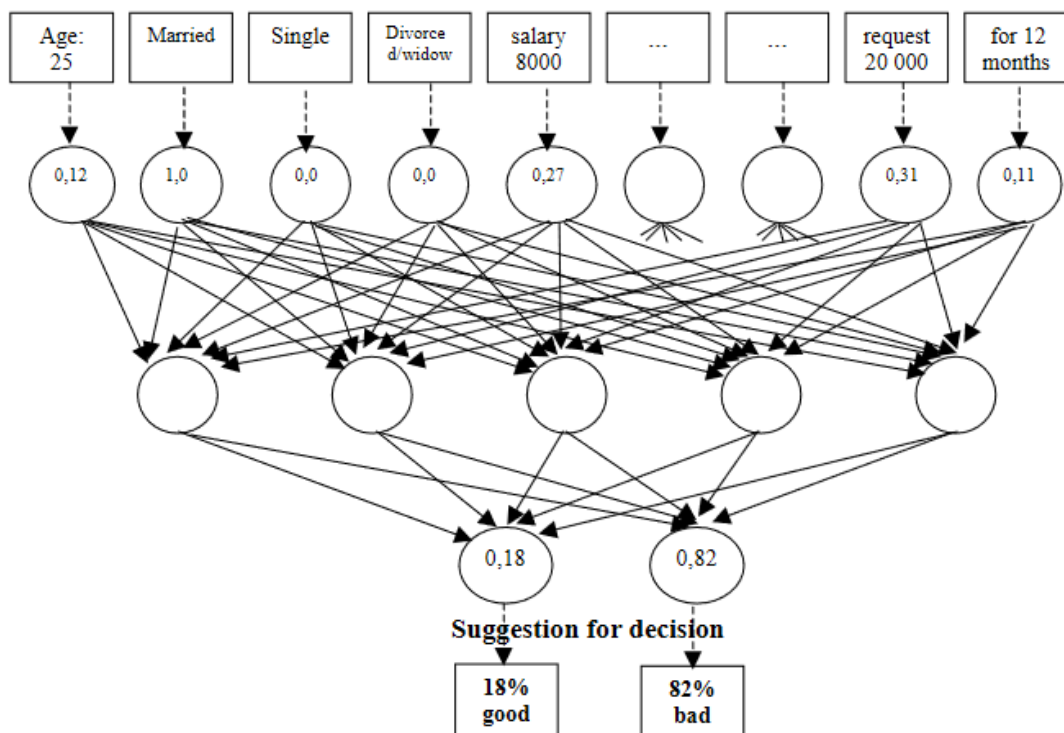 Age:
25
Married
Single
Divorce
d/widow
salary
8000
...
...
request
20 000
for 12
months
0,12
1,0
0,0
0,0
0,27
0,31
0,11
0,18
0,82
Suggestion for decision
18%
good
82%
bad